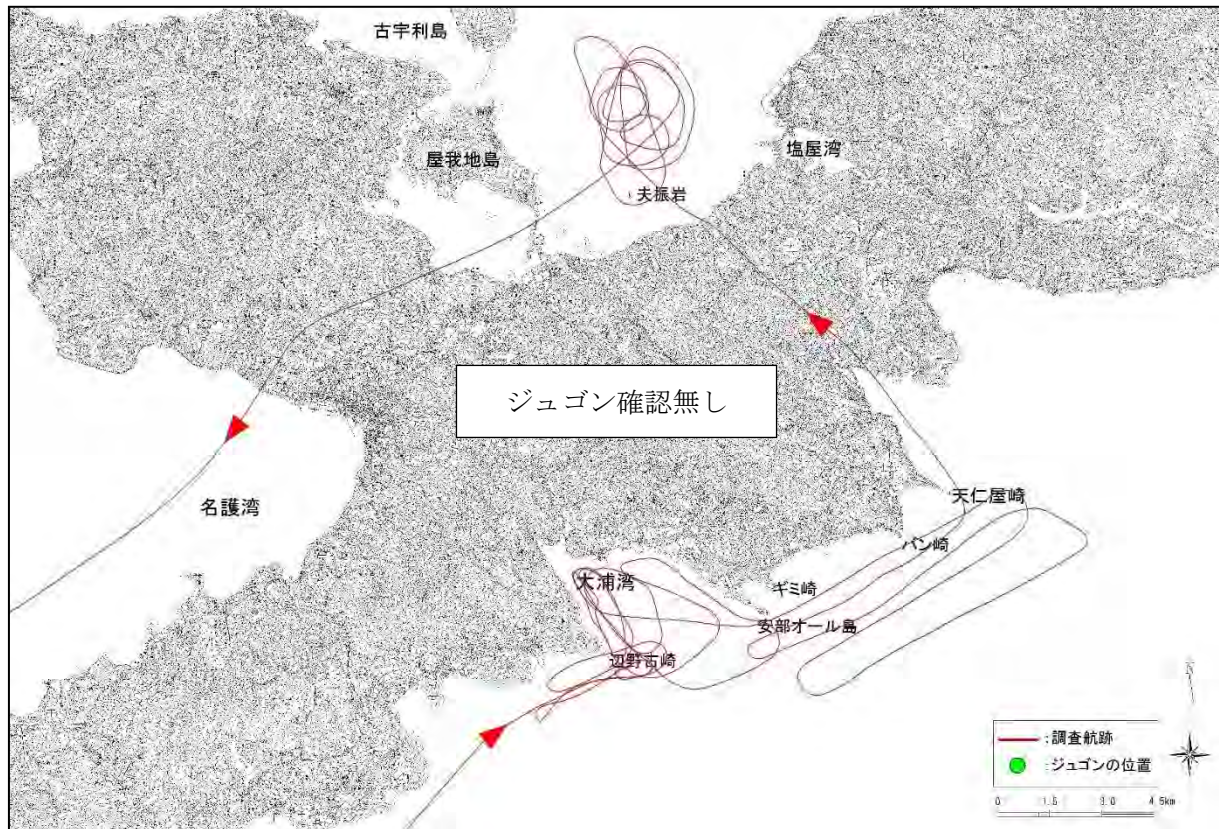 古宇利島
屋我地島
塩屋湾
夫振岩
ジュゴン確認無し
名護湾
天仁屋崎
バン崎
大浦湾
ギミ崎
安部オール島
辺野古崎
N
:調査航跡
:ジュゴンの位置
0 1.5 3.0 4.5km